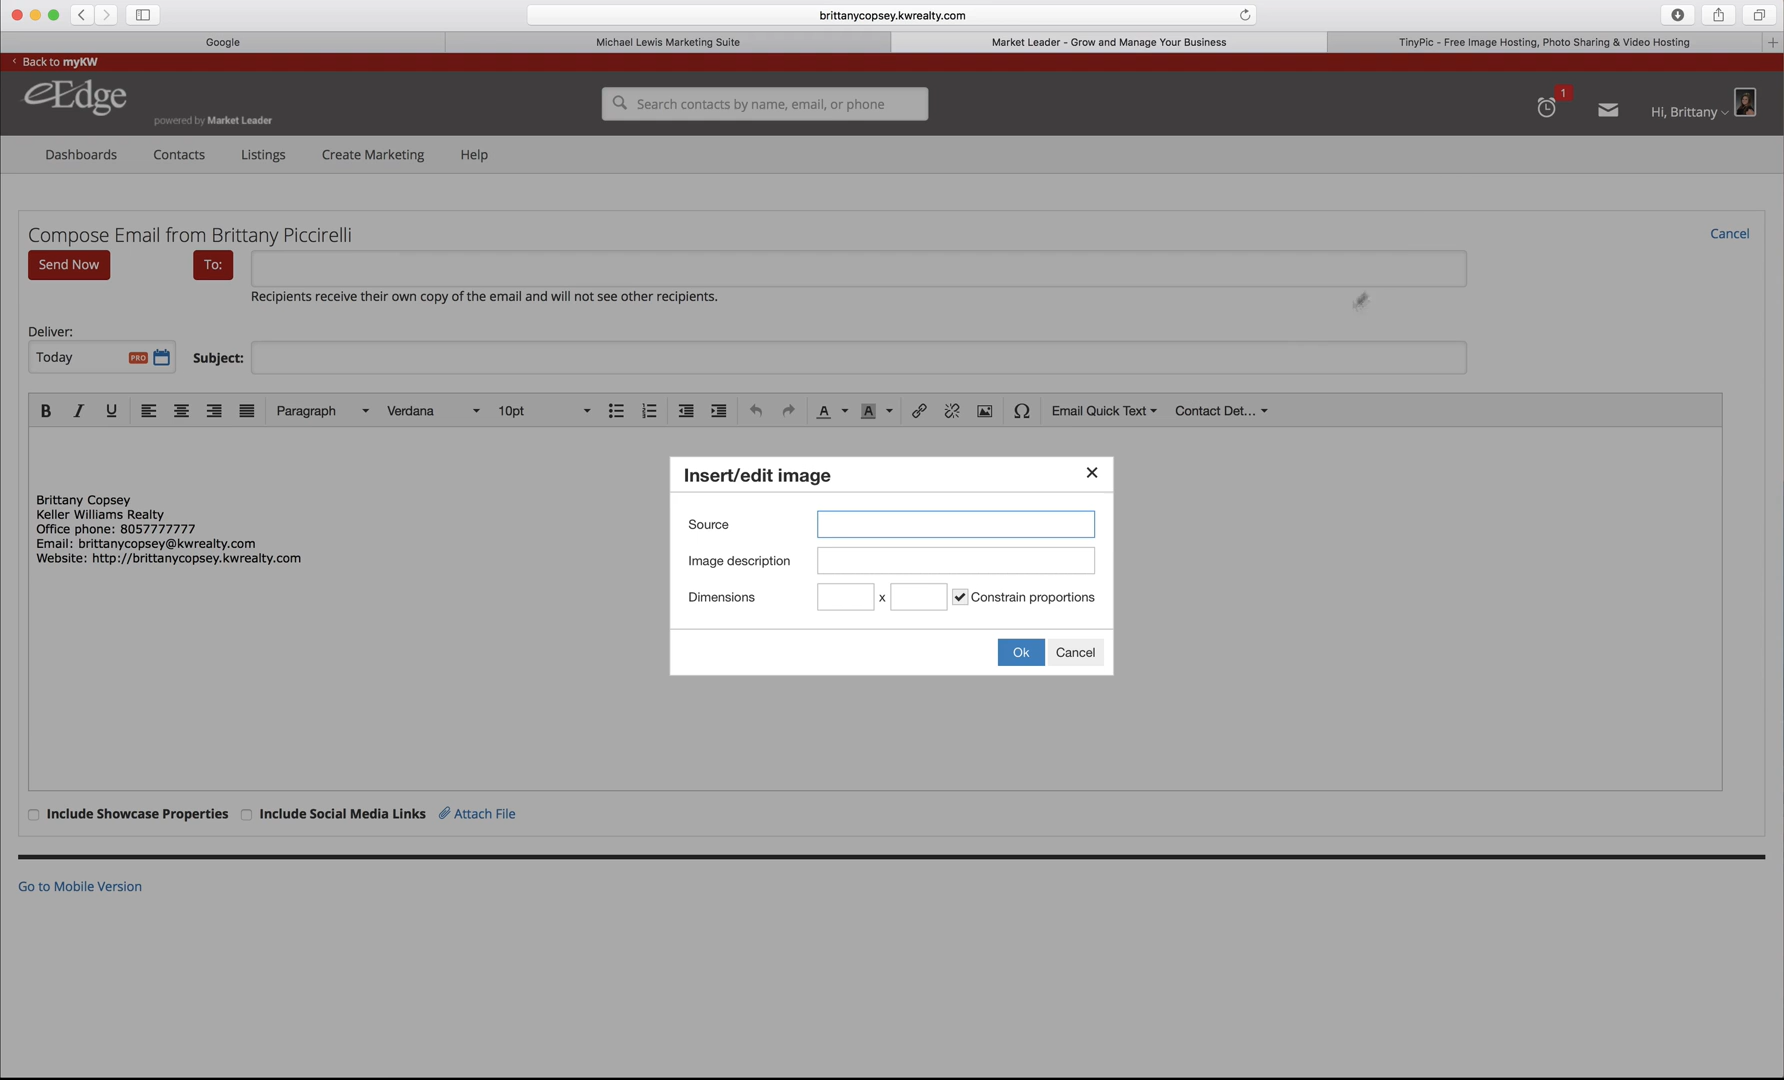 brittanycopsey.kwrealty.com
Google
Michael Lewis Marketing Suite
Market Leader - Grow and Manage Your Business
TinyPic - Free Image Hosting, Photo Sharing & Video Hosting
Back to myKW
eEdge
powered by Market Leader
Search contacts by name, email, or phone
1
Hi, Brittany
Dashboards
Contacts
Listings
Create Marketing
Help
Compose Email from Brittany Piccirelli
Cancel
Send Now
To:
Recipients receive their own copy of the email and will not see other recipients.
Deliver:
Today
PRO
Subject:
B I U
Paragraph
Verdana
10pt
A
A
Ω
Email Quick Text
Contact Det...
Brittany Copsey
Keller Williams Realty
Office phone: 8057777777
Email: brittanycopsey@kwrealty.com
Website: http://brittanycopsey.kwrealty.com
Insert/edit image
Source
Image description
Dimensions
x
Constrain proportions
Ok
Cancel
Include Showcase Properties
Include Social Media Links
Attach File
Go to Mobile Version